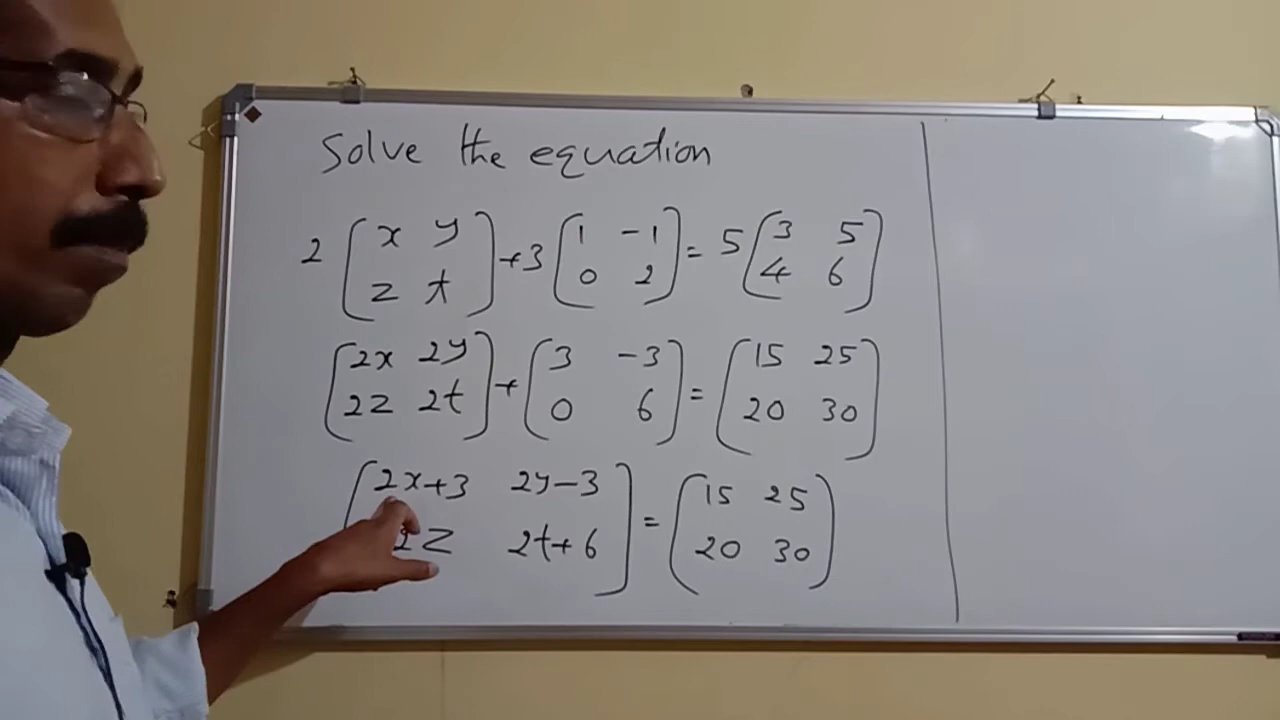 Solve the equation
2 [x y] +3 [1 -1] = 5 [3 5]
[z t] [0 2] [4 6]
[2x 2y] + [3 -3] = [15 25]
[2z 2t] [0 6] [20 30]
[2x+3 2y-3] = [15 25]
[2z 2t+6] [20 30]